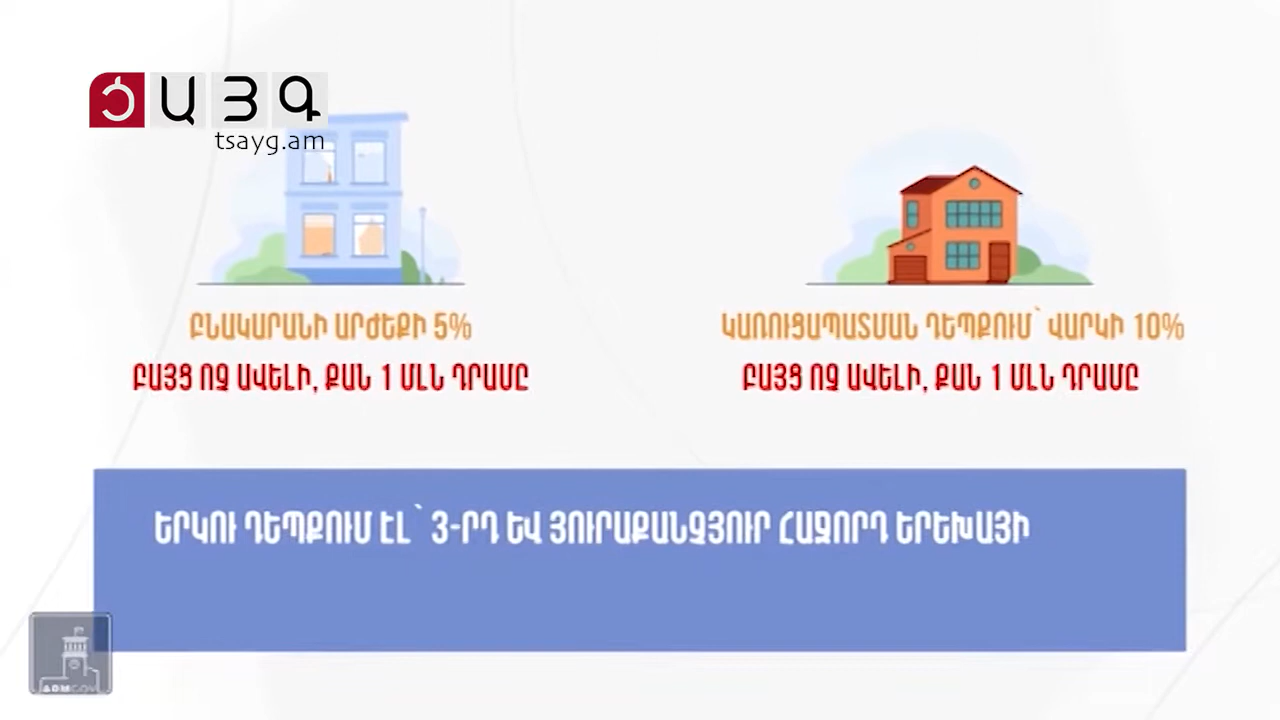 ԾԱՅԳ
tsayg.am
ԲՆԱԿԱՐԱՆԻ ԱՐԺԵՔԻ 5%
ԲԱՅՑ ՈՉ ԱՎԵԼԻ, ՔԱՆ 1 ՄԼՆ ԴՐԱՄԸ
ԿԱՌՈՒՑԱՊԱՏՄԱՆ ԴԵՊՔՈՒՄ՝ ՎԱՐԿԻ 10%
ԲԱՅՑ ՈՉ ԱՎԵԼԻ, ՔԱՆ 1 ՄԼՆ ԴՐԱՄԸ
ԵՐԿՈՒ ԴԵՊՔՈՒՄ ԷԼ՝ 3-ՐԴ ԵՎ ՅՈՒՐԱՔԱՆՉՅՈՒՐ ՀԱՋՈՐԴ ԵՐԵԽԱՅԻ
ARMGOV